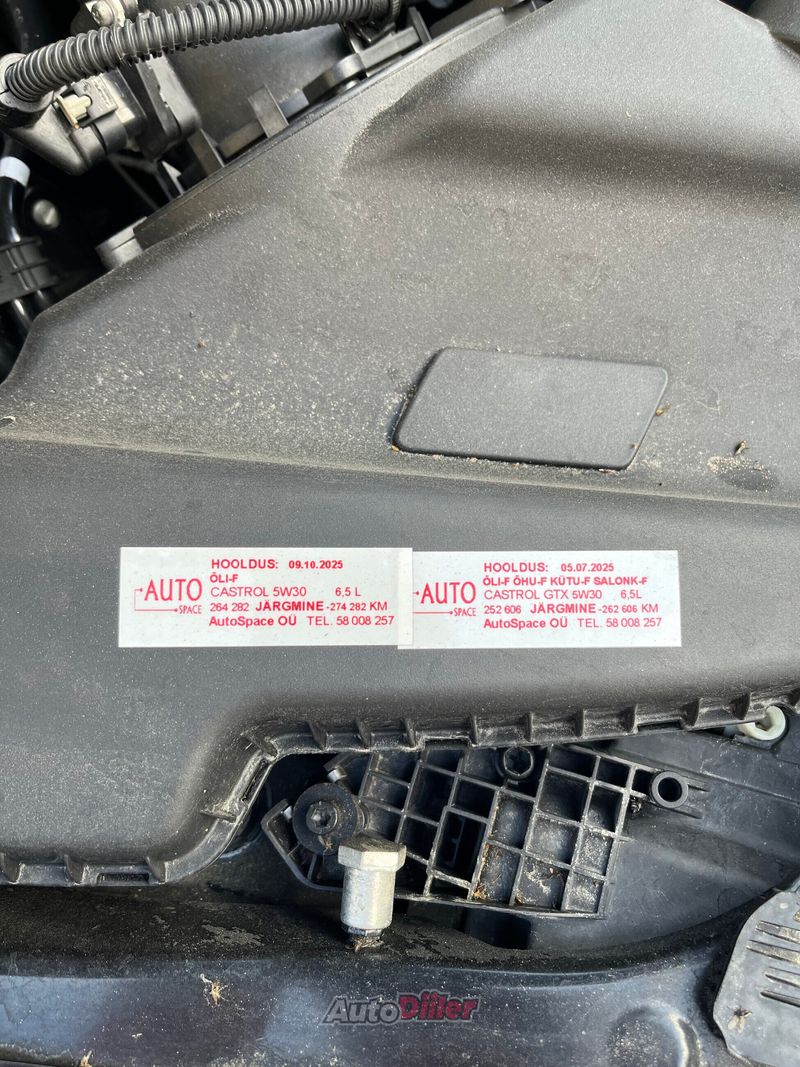 AUTO
SPACE
HOOLDUS: 09.10.2025
ÕLI-F
CASTROL 5W30 6,5 L
264 282 JÄRGMINE -274 282 KM
AutoSpace OÜ TEL. 58 008 257
AUTO
SPACE
HOOLDUS: 05.07.2025
ÕLI-F ÕHU-F KÜTU-F SALONK-F
CASTROL GTX 5W30 6,5L
252 606 JÄRGMINE -262 606 KM
AutoSpace OÜ TEL. 58 008 257
AutoDiller